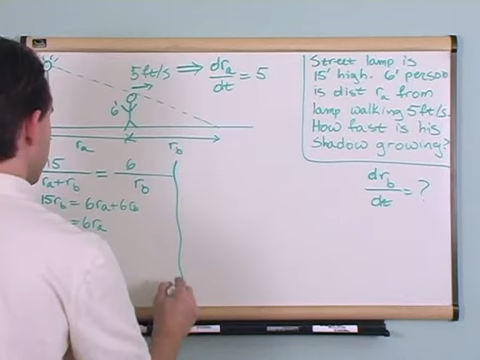 5ft/s ⇒ dra/dt = 5
6'
ra
rb
15/(ra+rb) = 6/rb
15rb = 6ra+6rb
= 6ra
Street lamp is
15' high. 6' person
is dist ra from
lamp walking 5ft/s.
How fast is his
shadow growing?
drb/dt = ?